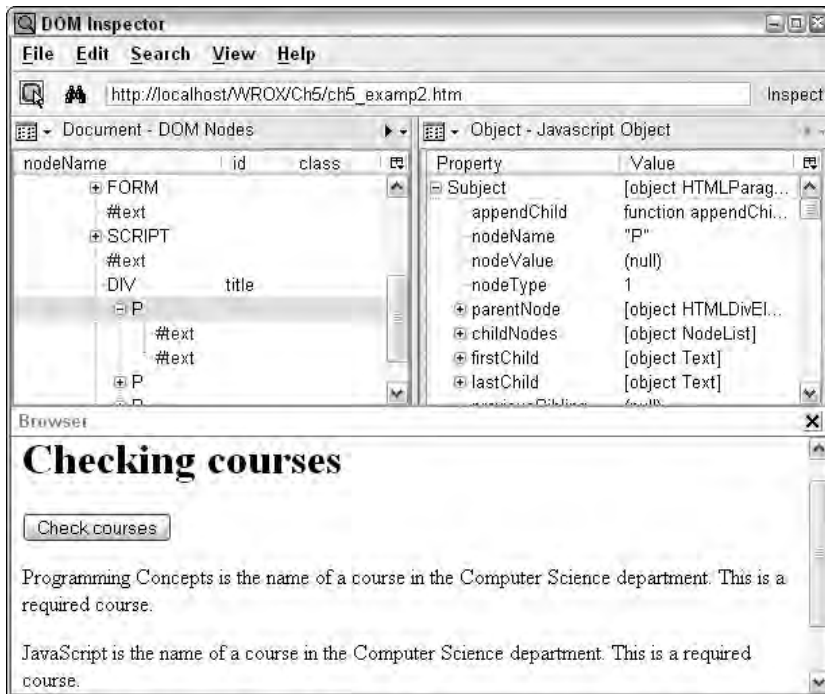 DOM Inspector
File Edit Search View Help
http://localhost/WROX/Ch5/ch5_examp2.htm Inspect
Document - DOM Nodes
nodeName id class
FORM
#text
SCRIPT
#text
DIV title
P
#text
#text
P
Object - Javascript Object
Property Value
Subject [object HTMLParag...
appendChild function appendChi...
nodeName "P"
nodeValue (null)
nodeType 1
parentNode [object HTMLDivEl...
childNodes [object NodeList]
firstChild [object Text]
lastChild [object Text]
Browser
Checking courses
Check courses
Programming Concepts is the name of a course in the Computer Science department. This is a
required course.
JavaScript is the name of a course in the Computer Science department. This is a required
course.